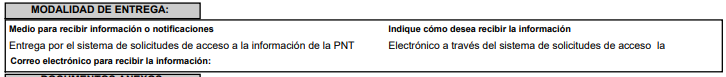 MODALIDAD DE ENTREGA:
Medio para recibir información o notificaciones Indique cómo desea recibir la información
Entrega por el sistema de solicitudes de acceso a la información de la PNT Electrónico a través del sistema de solicitudes de acceso la
Correo electrónico para recibir la información: